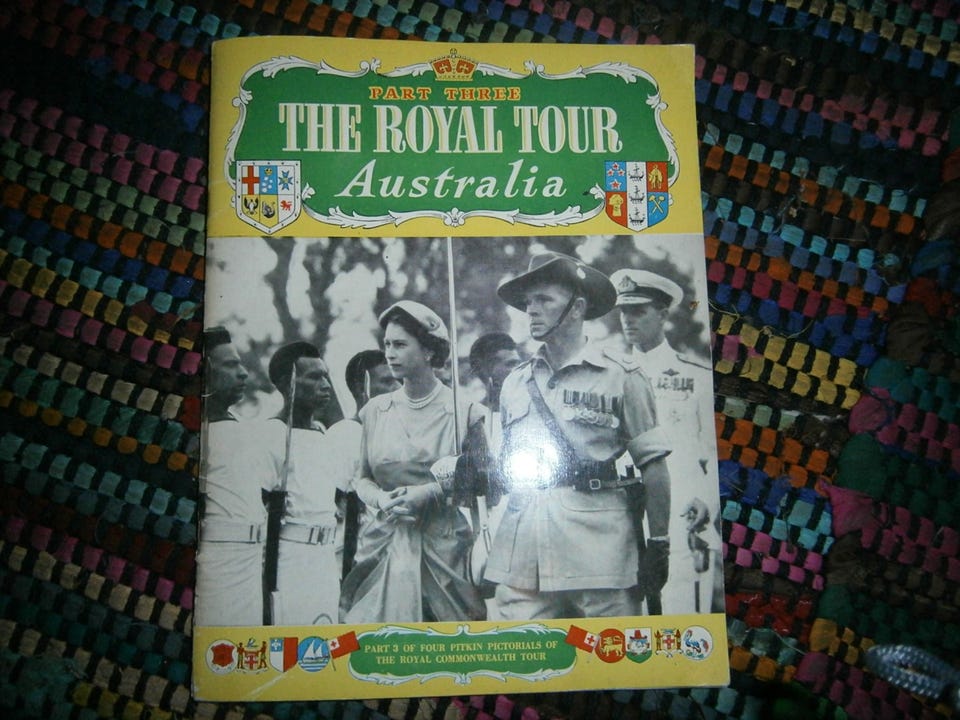 PART THREE
THE ROYAL TOUR
Australia
PART 3 OF FOUR PITKIN PICTORIALS OF
THE ROYAL COMMONWEALTH TOUR